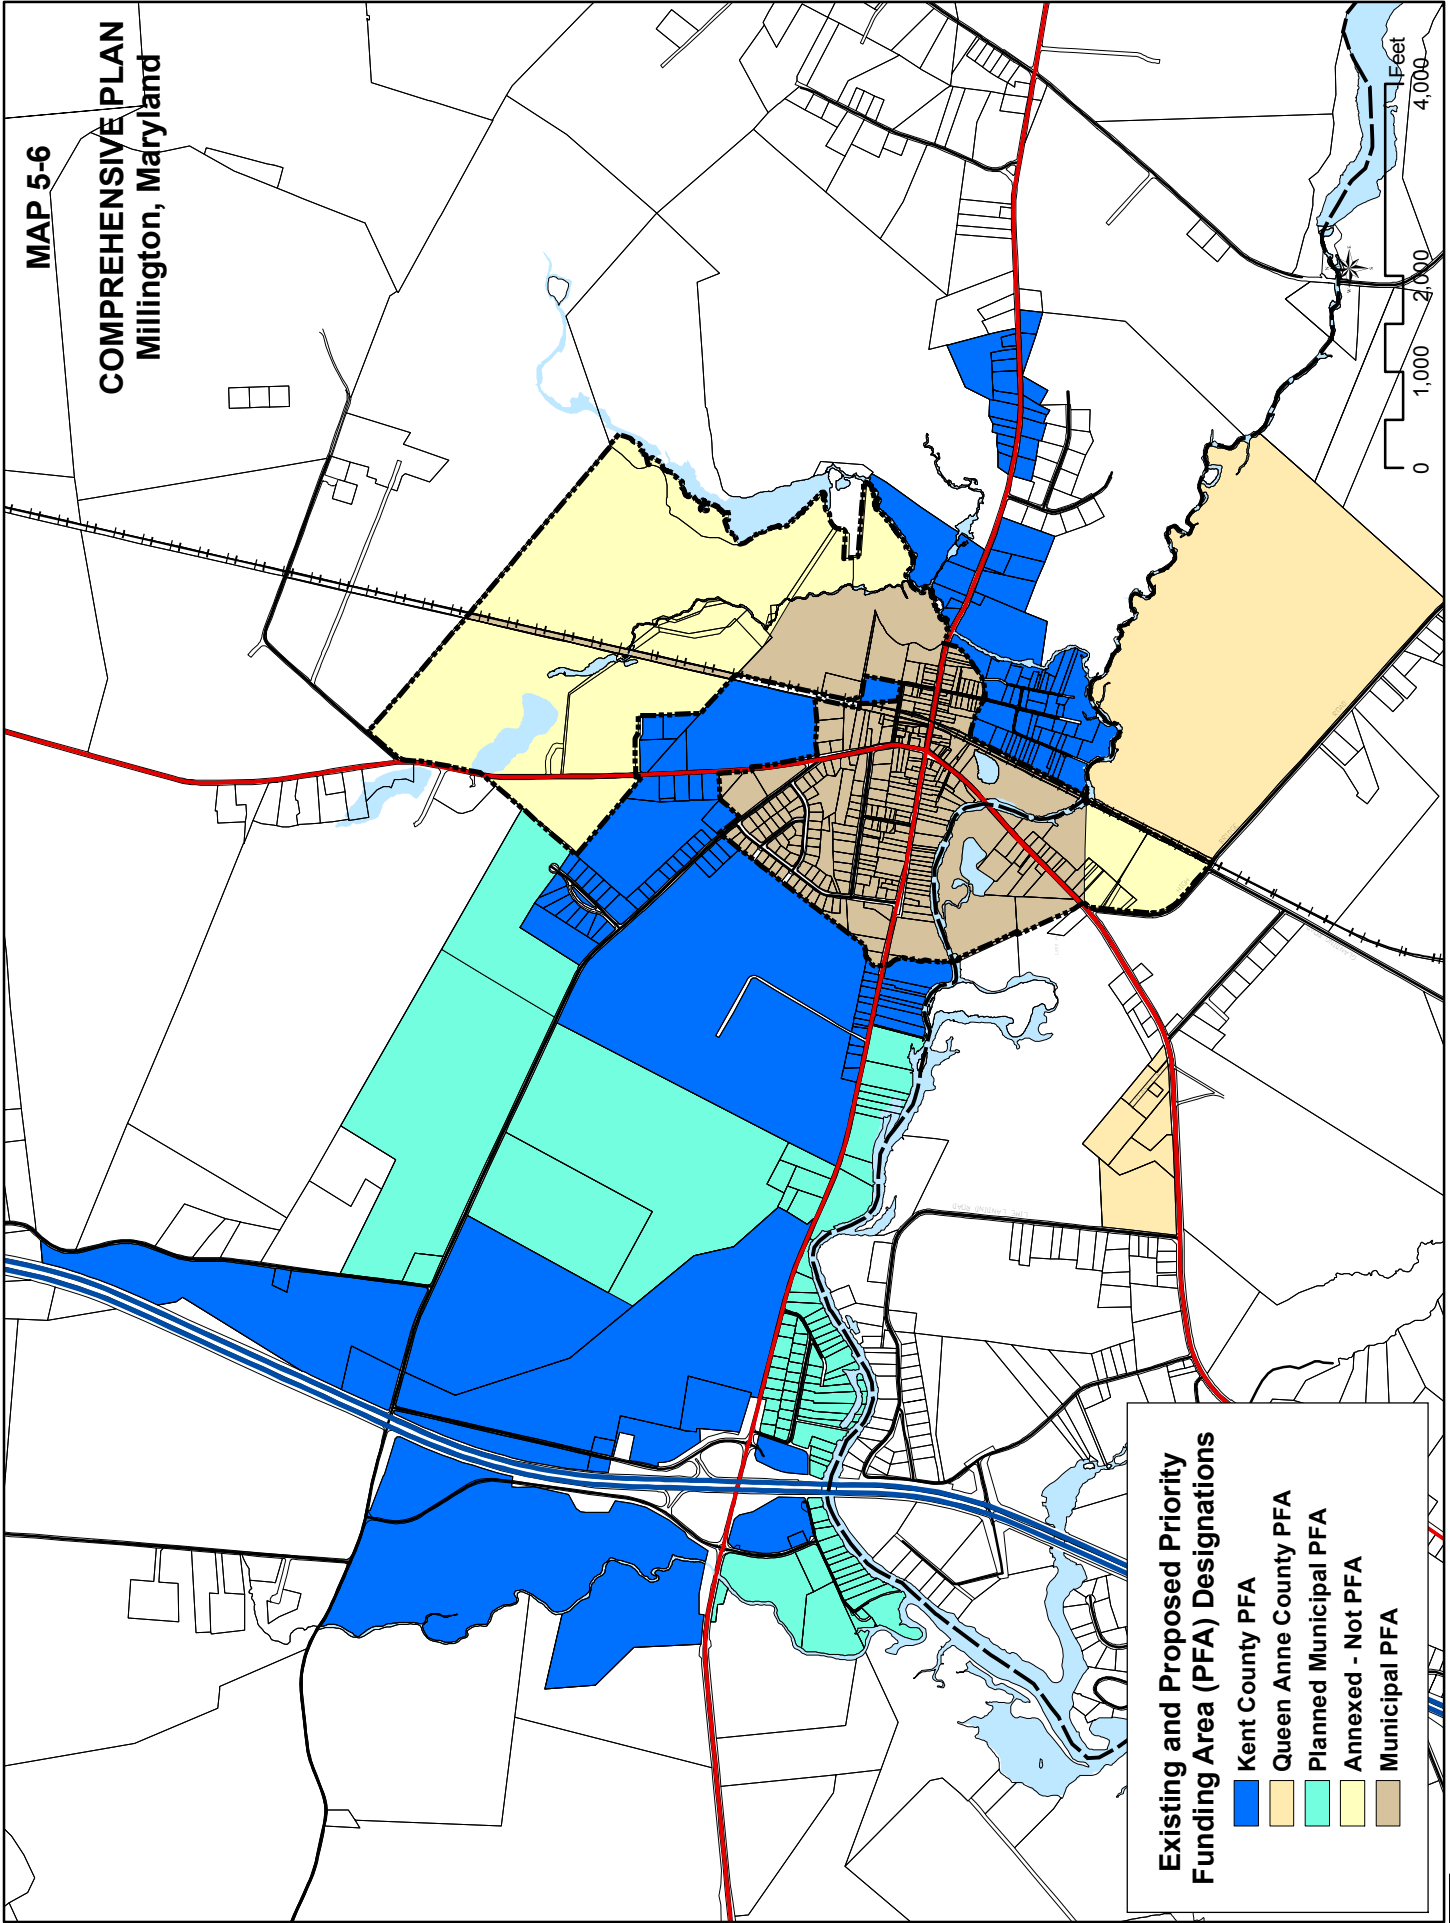 MAP 5-6
COMPREHENSIVE PLAN
Millington, Maryland
Existing and Proposed Priority
Funding Area (PFA) Designations
Kent County PFA
Queen Anne County PFA
Planned Municipal PFA
Annexed - Not PFA
Municipal PFA
0 1,000 2,000 4,000
Feet